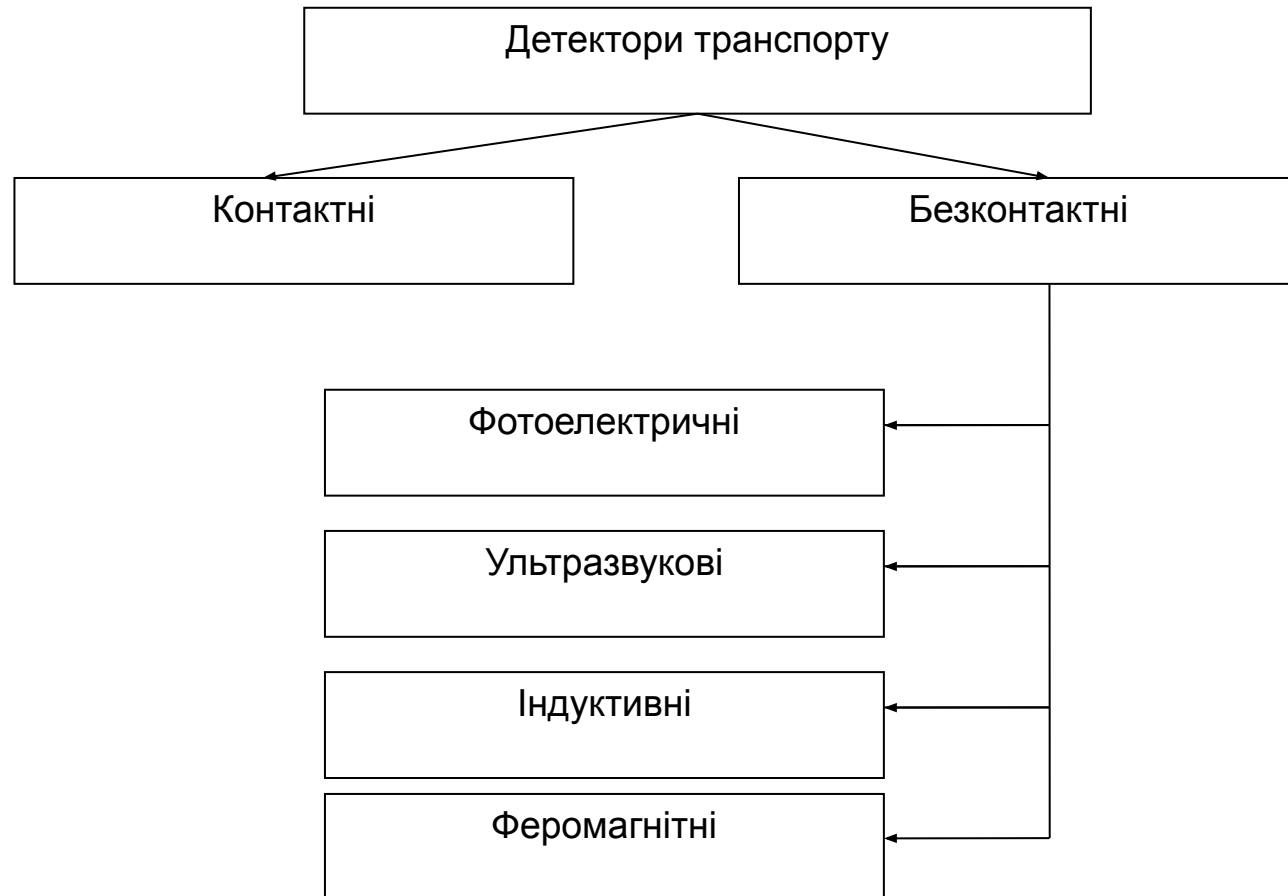 Детектори транспорту
Контактні
Безконтактні
Фотоелектричні
Ультразвукові
Індуктивні
Феромагнітні